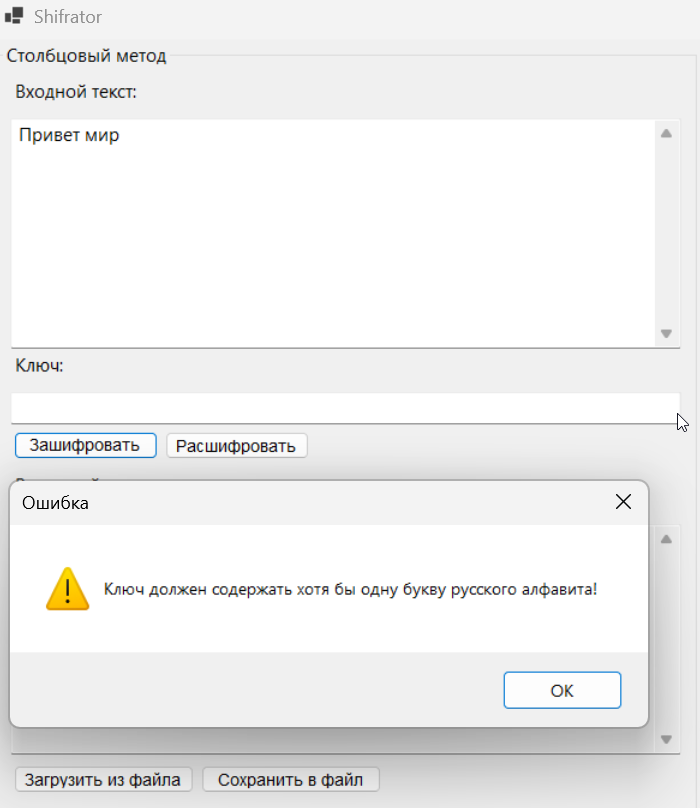 Shifrator
Столбцовый метод
Входной текст:
Привет мир
Ключ:
Зашифровать Расшифровать
Ошибка
Ключ должен содержать хотя бы одну букву русского алфавита!
ОК
Загрузить из файла Сохранить в файл